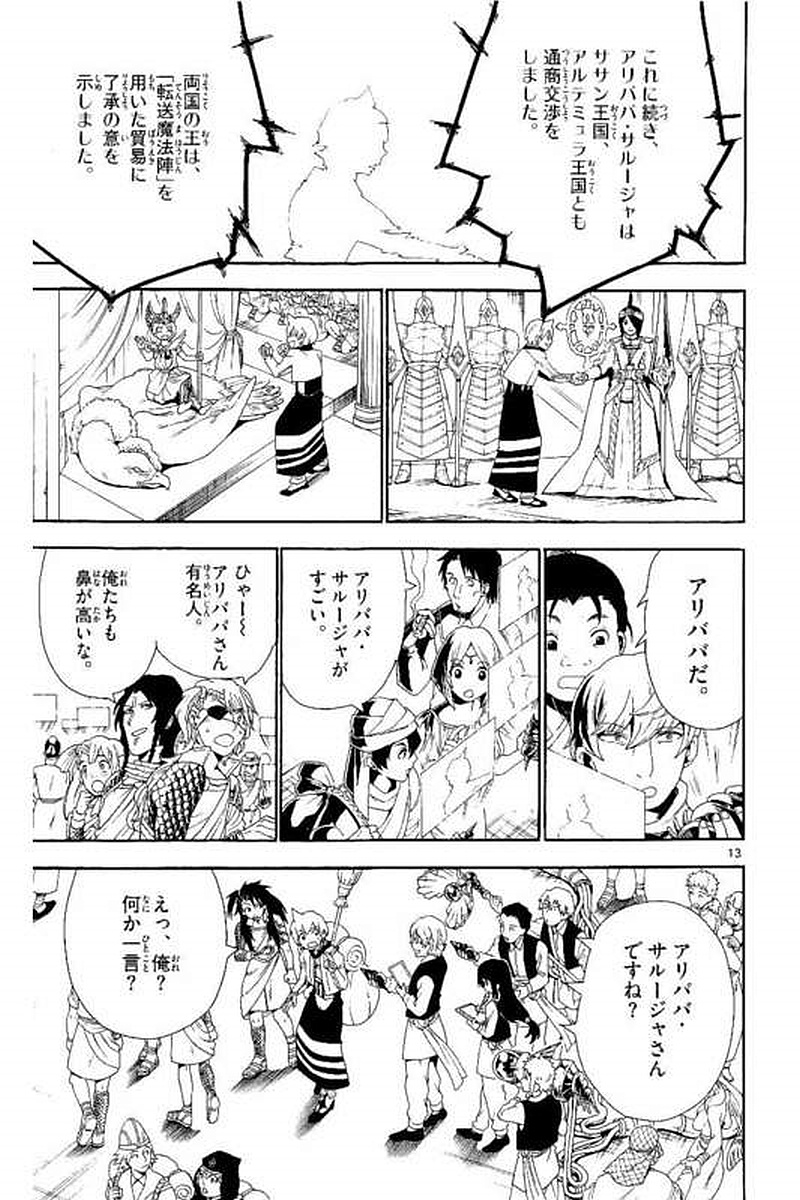 これに続き、
アリババ・サルージャは
ササン王国、
アルテミュラ王国とも
通商交渉を
しました。
両国の王は、
「転送魔法陣」を
用いた貿易に
了承の意を
示しました。
アリババだ。
アリババ・
サルージャが
すごい。
ひゃー〜
アリババさん
有名人。
俺たちも
鼻が高いな。
13
アリババ・
サルージャさん
ですね?
えっ、俺?
何か一言?